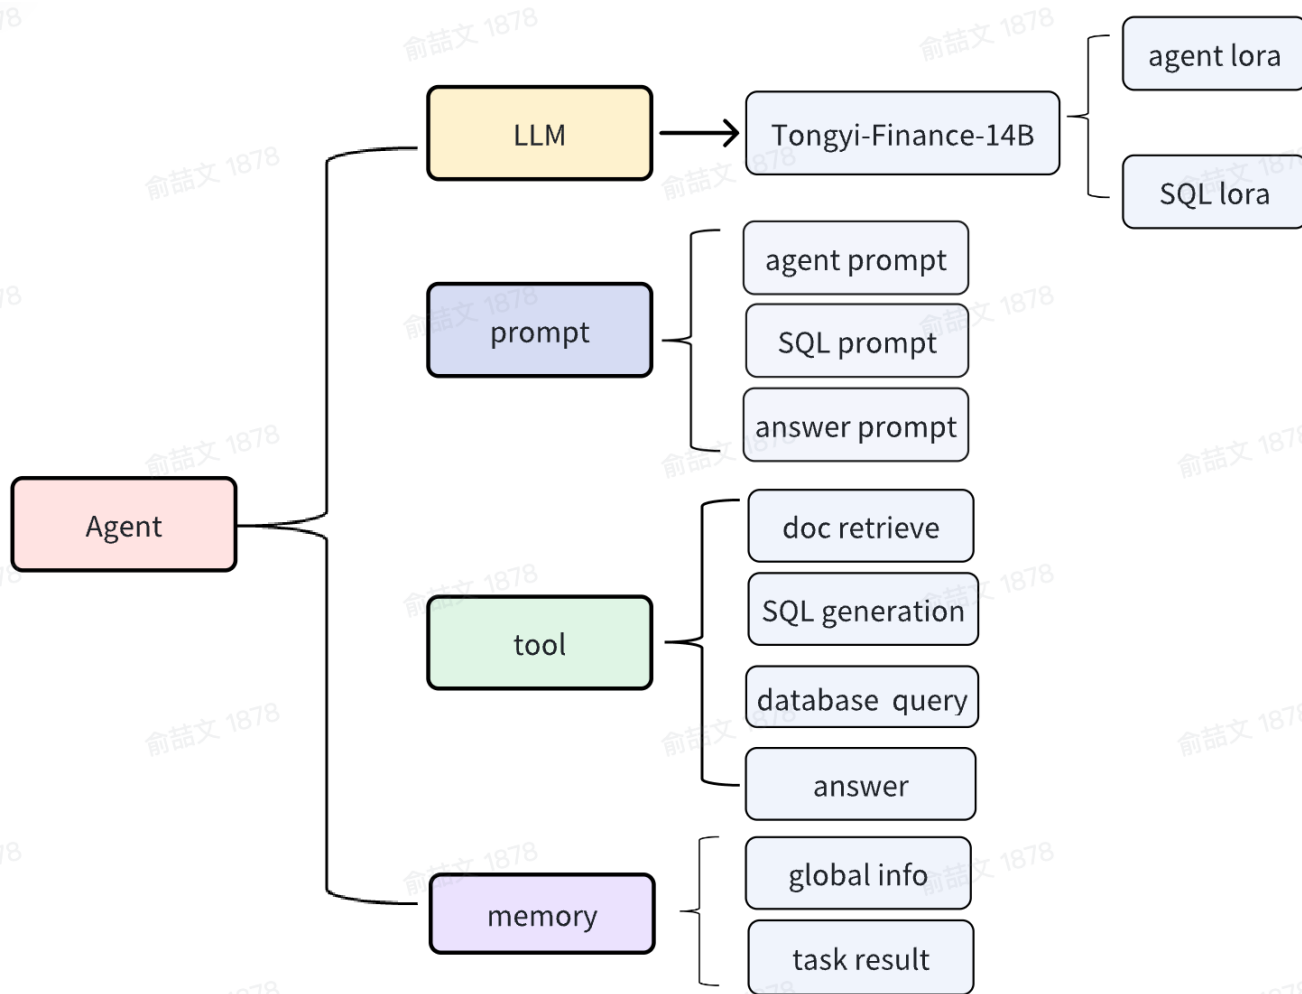 agent lora
LLM
Tongyi-Finance-14B
SQL lora
agent prompt
prompt
SQL prompt
answer prompt
Agent
doc retrieve
SQL generation
tool
database query
answer
global info
memory
task result
俞喆文 1878